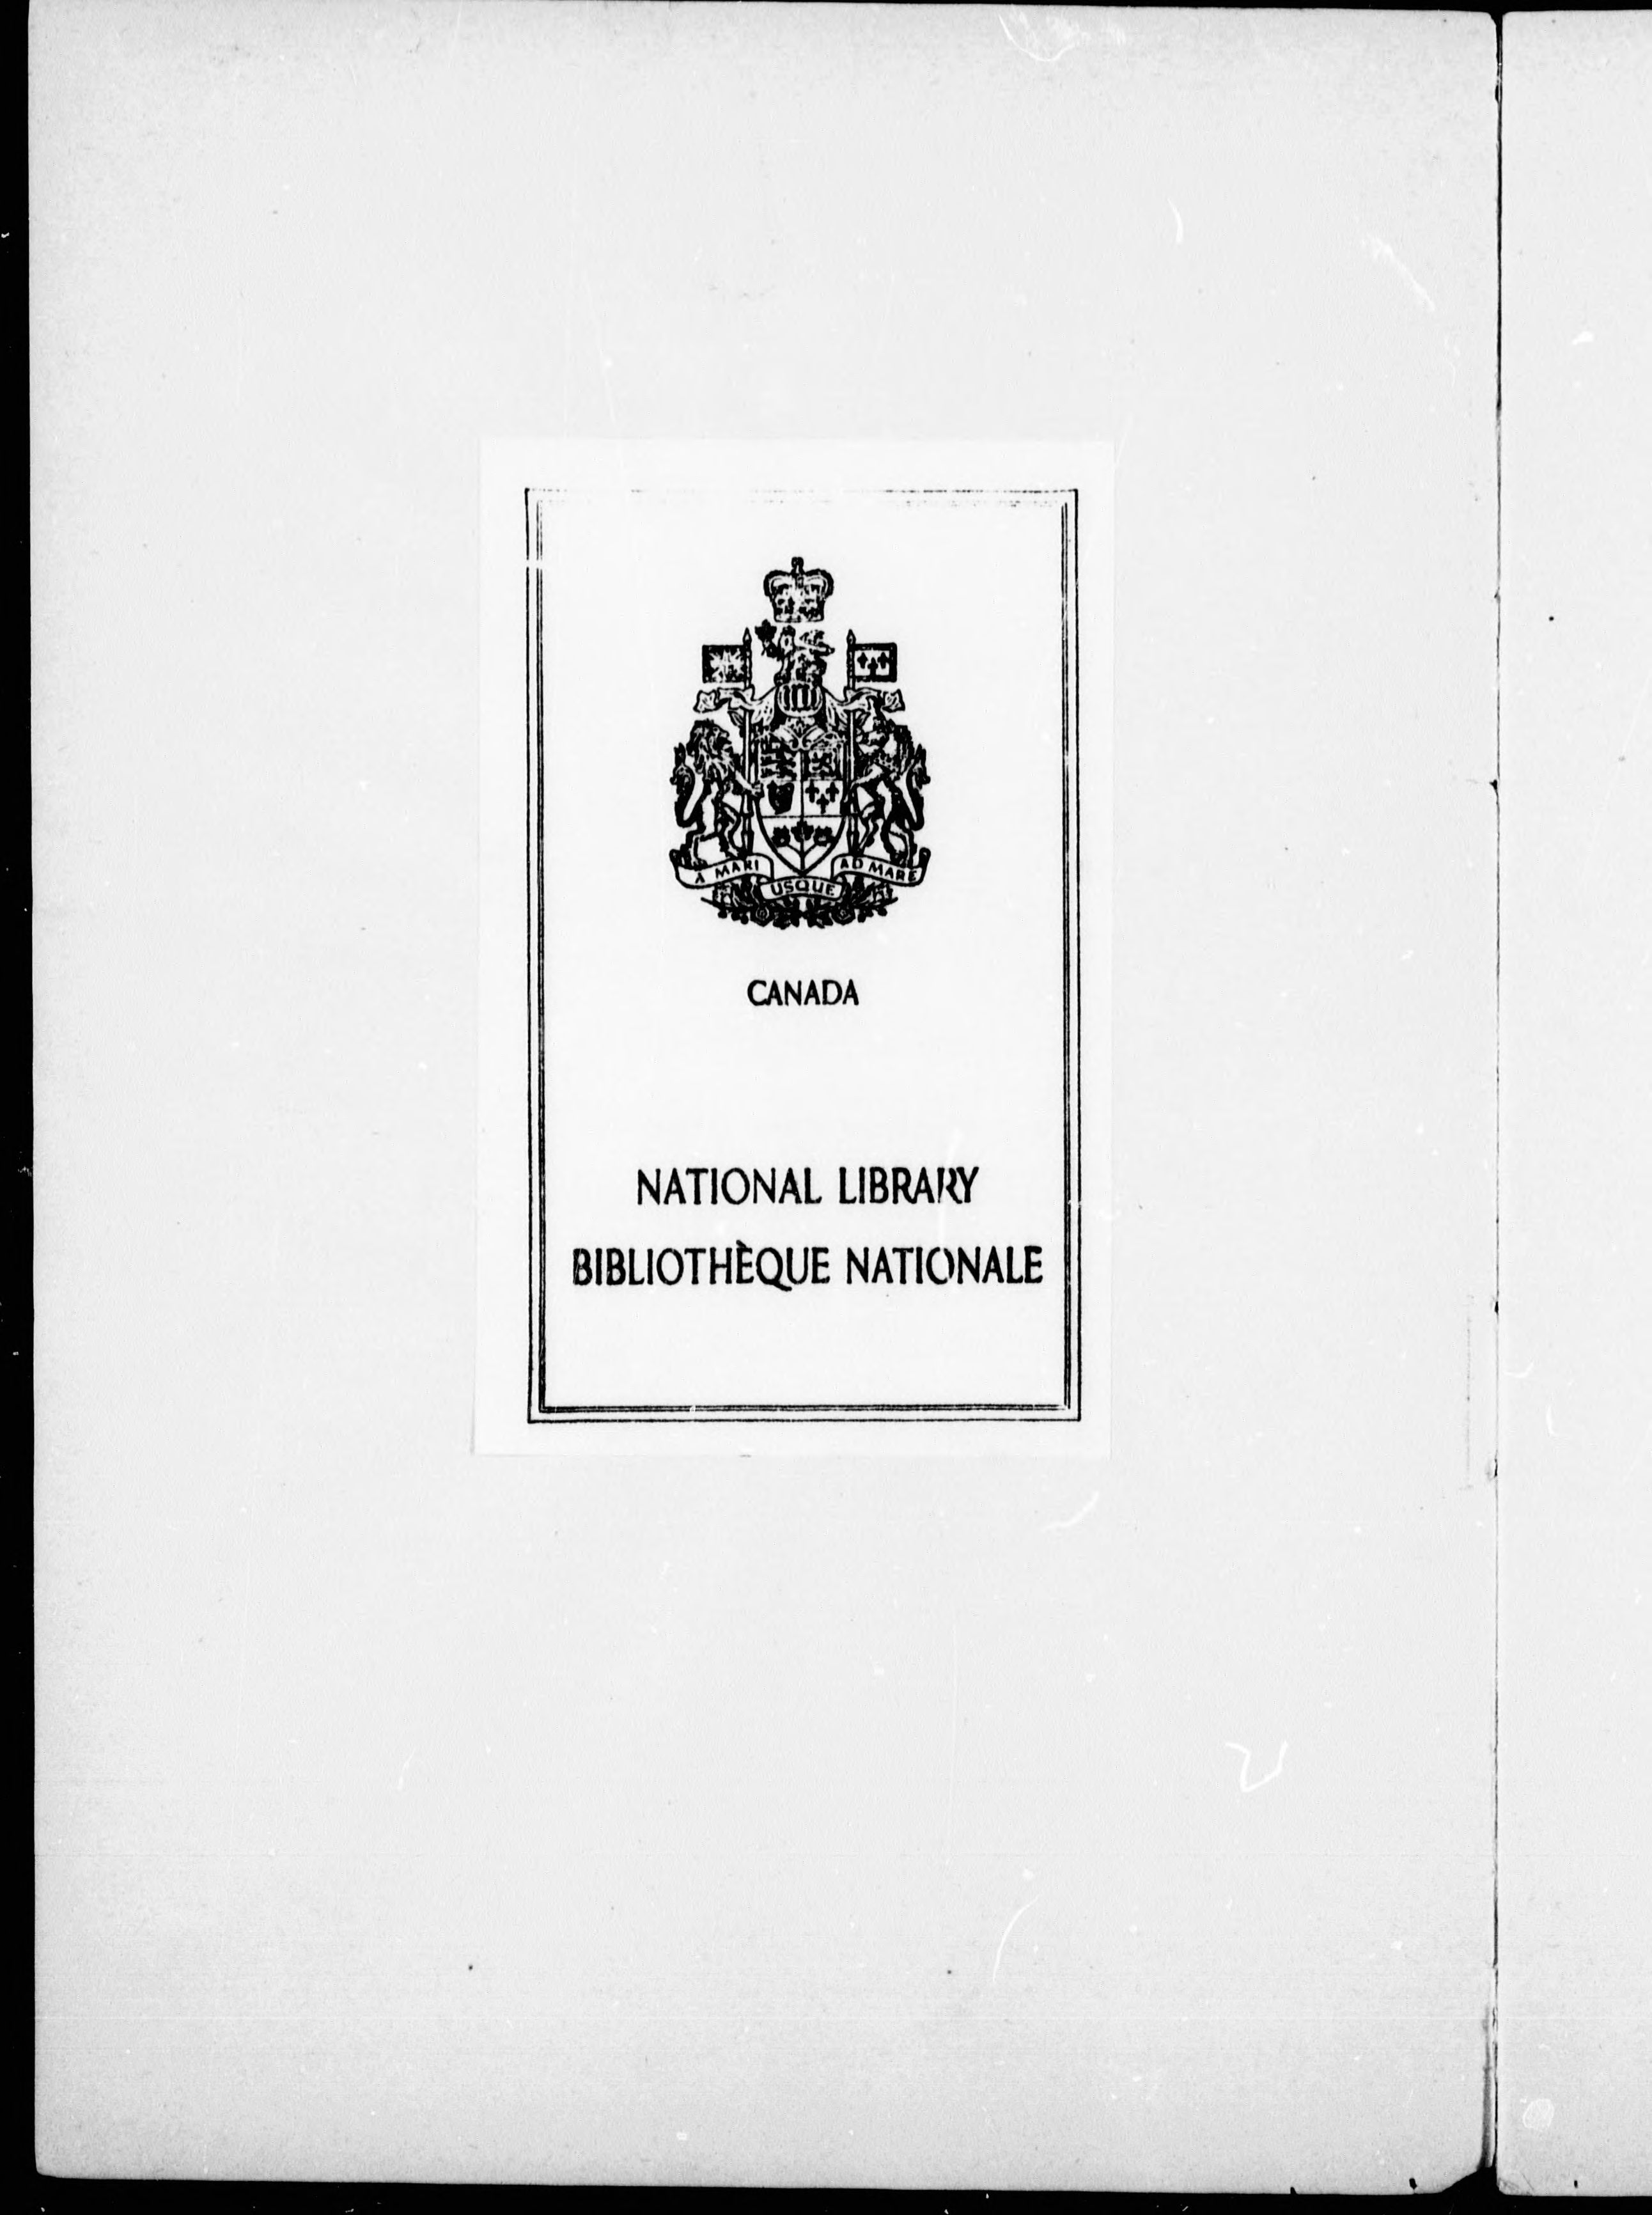 A MARI
USQUE
AD MARE
CANADA
NATIONAL LIBRARY
BIBLIOTHÈQUE NATIONALE